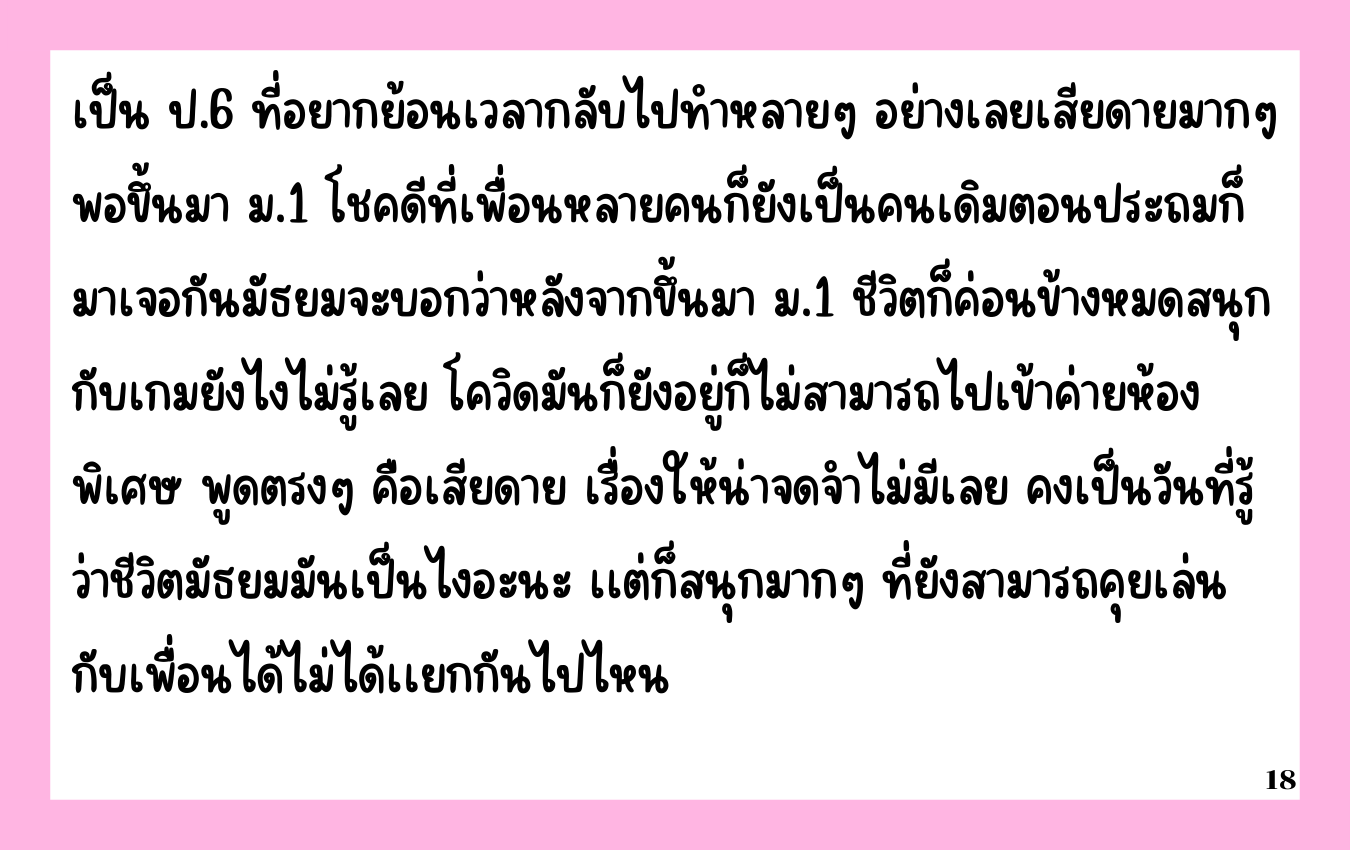 เป็น ป.6 ที่อยากย้อนเวลากลับไปทำหลายๆ อย่างเลยเสียดายมากๆ
พอขึ้นมา ม.1 โชคดีที่เพื่อนหลายคนก็ยังเป็นคนเดิมตอนประถมก็
มาเจอกันมัธยมจะบอกว่าหลังจากขึ้นมา ม.1 ชีวิตก็ค่อนข้างหมดสนุก
กับเกมยังไงไม่รู้เลย โควิดมันก็ยังอยู่ก็ไม่สามารถไปเข้าค่ายห้อง
พิเศษ พูดตรงๆ คือเสียดาย เรื่องให้น่าจดจำไม่มีเลย คงเป็นวันที่รู้
ว่าชีวิตมัธยมมันเป็นไงอะนะ แต่ก็สนุกมากๆ ที่ยังสามารถคุยเล่น
กับเพื่อนได้ไม่ได้แยกกันไปไหน
18